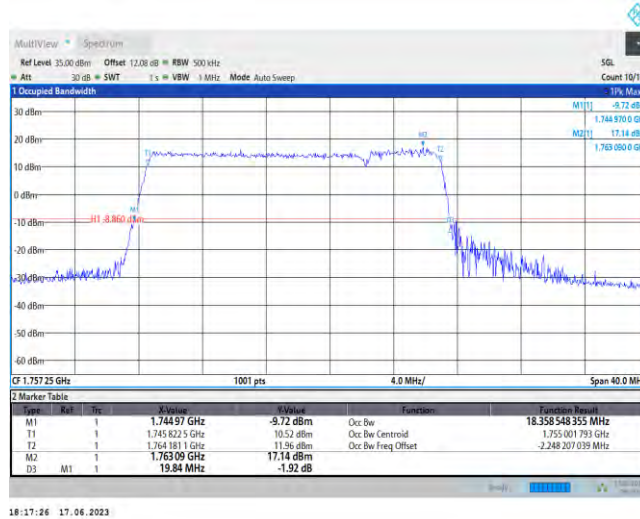 MultiView Spectrum
Ref Level 35.00 dBm Offset 12.08 dB RBW 500 kHz SGL
Att 30 dB SWT 1 s VBW 1 MHz Mode Auto Sweep Count 10/1
1 Occupied Bandwidth 1Pk Max
M1[1] -9.72 dB
1.744 970 0 G
M2[1] 17.14 dB
1.763 090 0 G
30 dBm
M2
20 dBm
T1 T2
10 dBm
0 dBm
M1
H1 -8.860 dBm
-10 dBm
-20 dBm
-30 dBm
-40 dBm
-50 dBm
-60 dBm
CF 1.757 25 GHz 1001 pts 4.0 MHz/ Span 40.0 MH
2 Marker Table
Type Ref Trc X-Value Y-Value Function Function Result
M1 1 1.744 97 GHz -9.72 dBm Occ Bw 18.358 548 355 MHz
T1 1 1.745 822 5 GHz 10.52 dBm Occ Bw Centroid 1.755 001 793 GHz
T2 1 1.764 181 1 GHz 11.96 dBm Occ Bw Freq Offset -2.248 207 039 MHz
M2 1 1.763 09 GHz 17.14 dBm
D3 M1 1 19.84 MHz -1.92 dB
18:17:26 17.06.2023